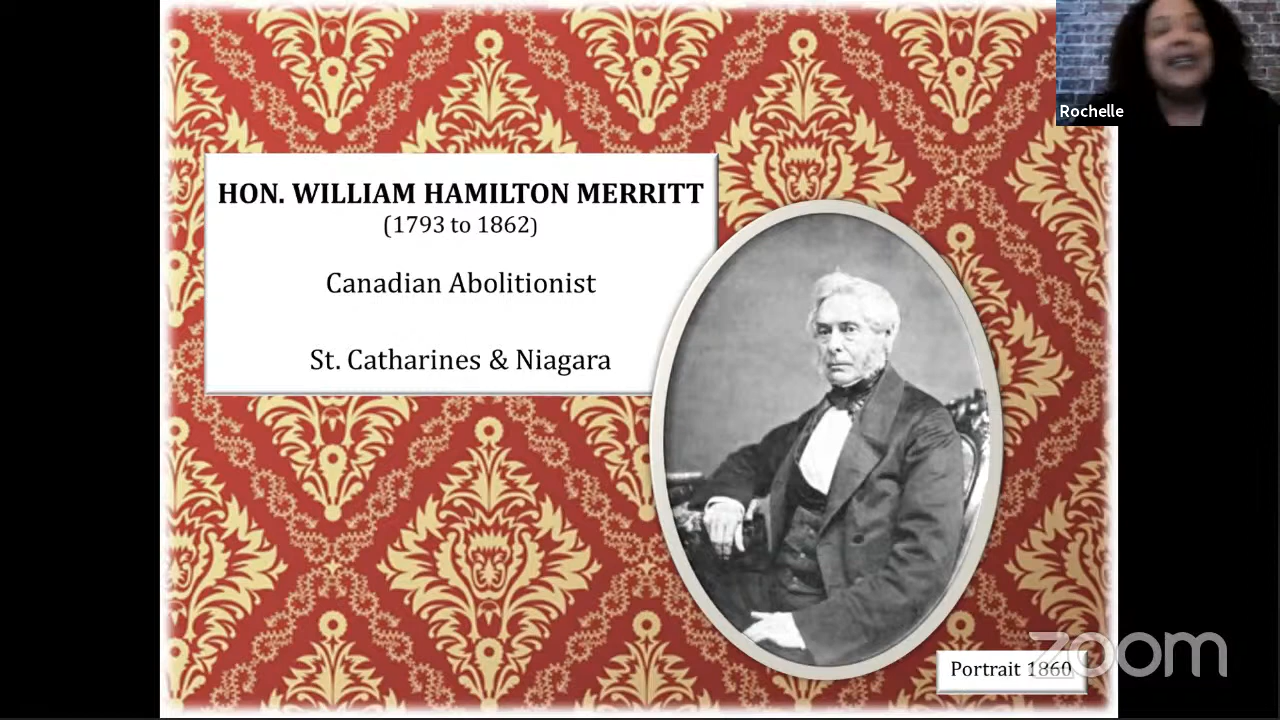 Rochelle
HON. WILLIAM HAMILTON MERRITT
(1793 to 1862)
Canadian Abolitionist
St. Catharines & Niagara
Portrait 1860
zoom